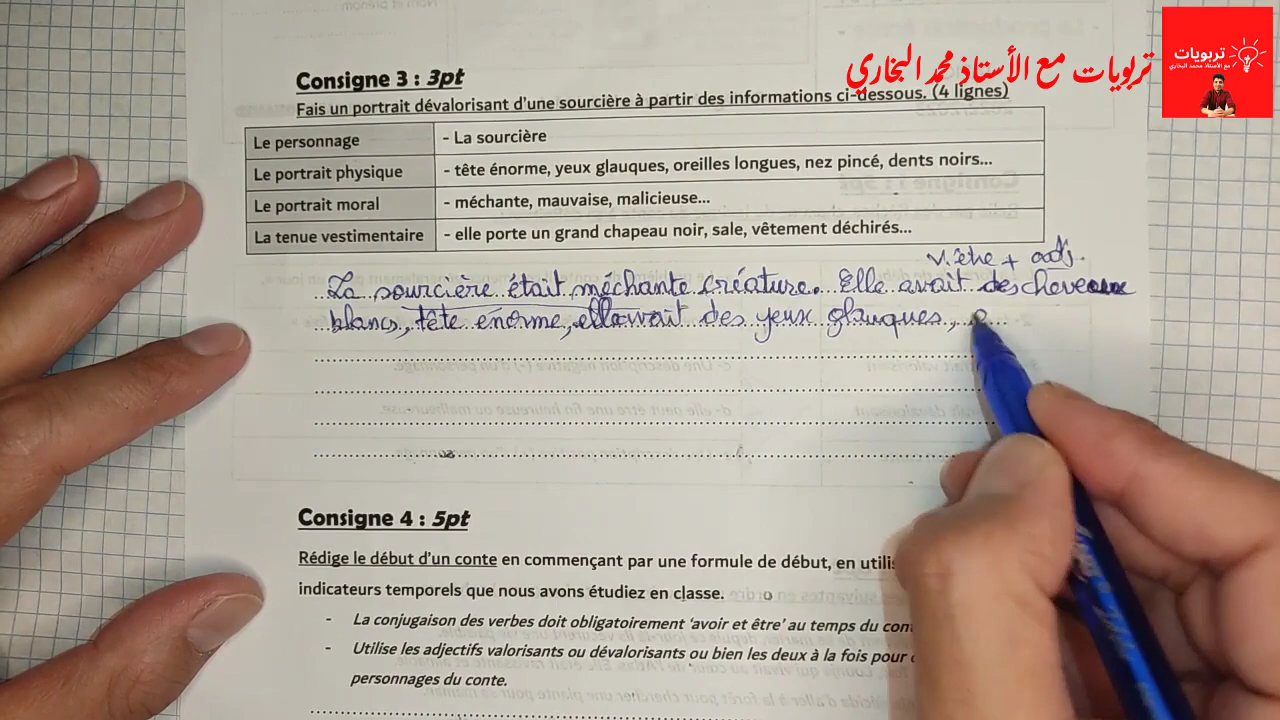 تربويات
مع الأستاذ محمد البخاري
تربويات مع الأستاذ محمد البخاري
Consigne 3 : 3pt
Fais un portrait dévalorisant d'une sourcière à partir des informations ci-dessous. (4 lignes)
Le personnage - La sourcière
Le portrait physique - tête énorme, yeux glauques, oreilles longues, nez pincé, dents noirs...
Le portrait moral - méchante, mauvaise, malicieuse...
La tenue vestimentaire - elle porte un grand chapeau noir, sale, vêtement déchirés...
v. être + adj.
La sourcière était méchante créature. Elle avait des cheveux
blancs, tête énorme, elle avait des yeux glauques,
Consigne 4 : 5pt
Rédige le début d'un conte en commençant par une formule de début, en utilis
indicateurs temporels que nous avons étudiez en classe.
- La conjugaison des verbes doit obligatoirement 'avoir et être' au temps du con
- Utilise les adjectifs valorisants ou dévalorisants ou bien les deux à la fois pour
personnages du conte.